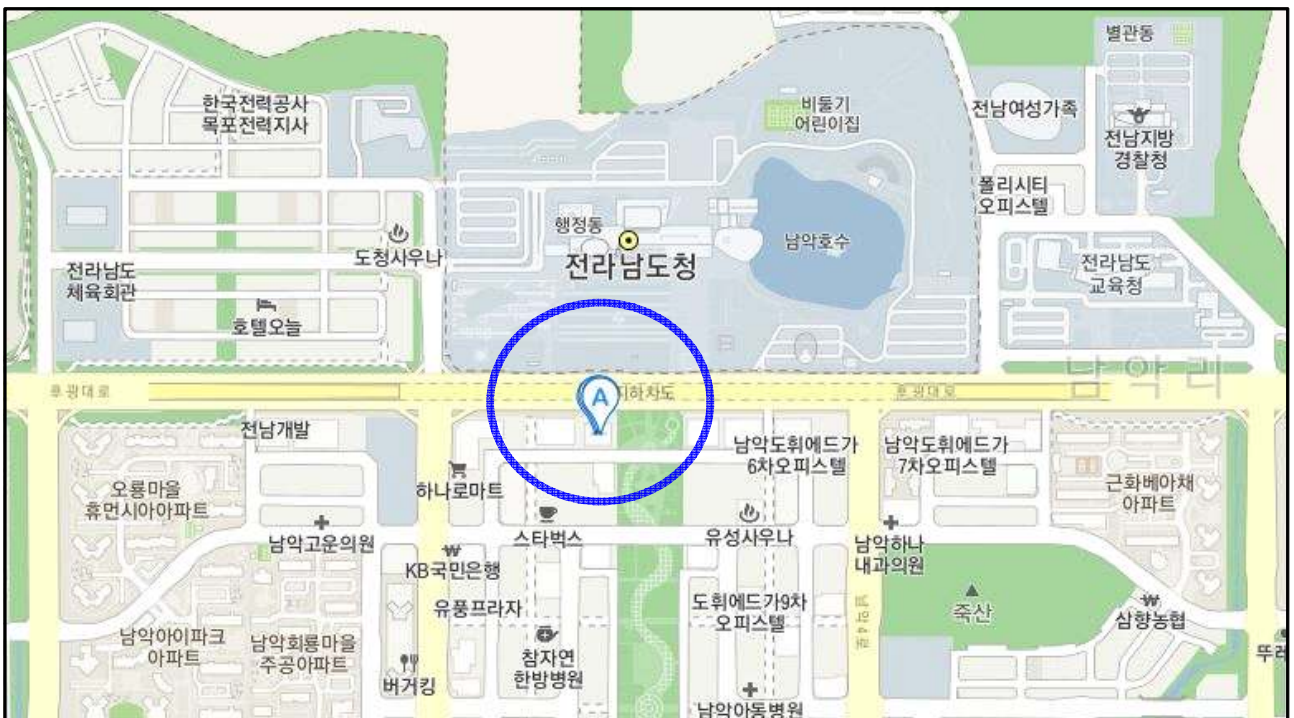 별관동
한국전력공사
목포전력지사
비둘기
어린이집
전남여성가족
전남지방
경찰청
폴리시티
오피스텔
행정동
전라남도청
남악호수
도청사우나
전라남도
체육회관
호텔오늘
전라남도
교육청
남악리
후광대로
A
지하차도
후광대로
전남개발
남악도휘에드가
6차오피스텔
남악도휘에드가
7차오피스텔
오룡마을
휴먼시아아파트
하나로마트
근화베아채
아파트
남악고운의원
스타벅스
유성사우나
남악하나
내과의원
KB국민은행
유풍프라자
도휘에드가9차
오피스텔
남악4로
죽산
삼향농협
남악아이파크
아파트
남악회룡마을
주공아파트
버거킹
참자연
한방병원
남악아동병원
뚜레